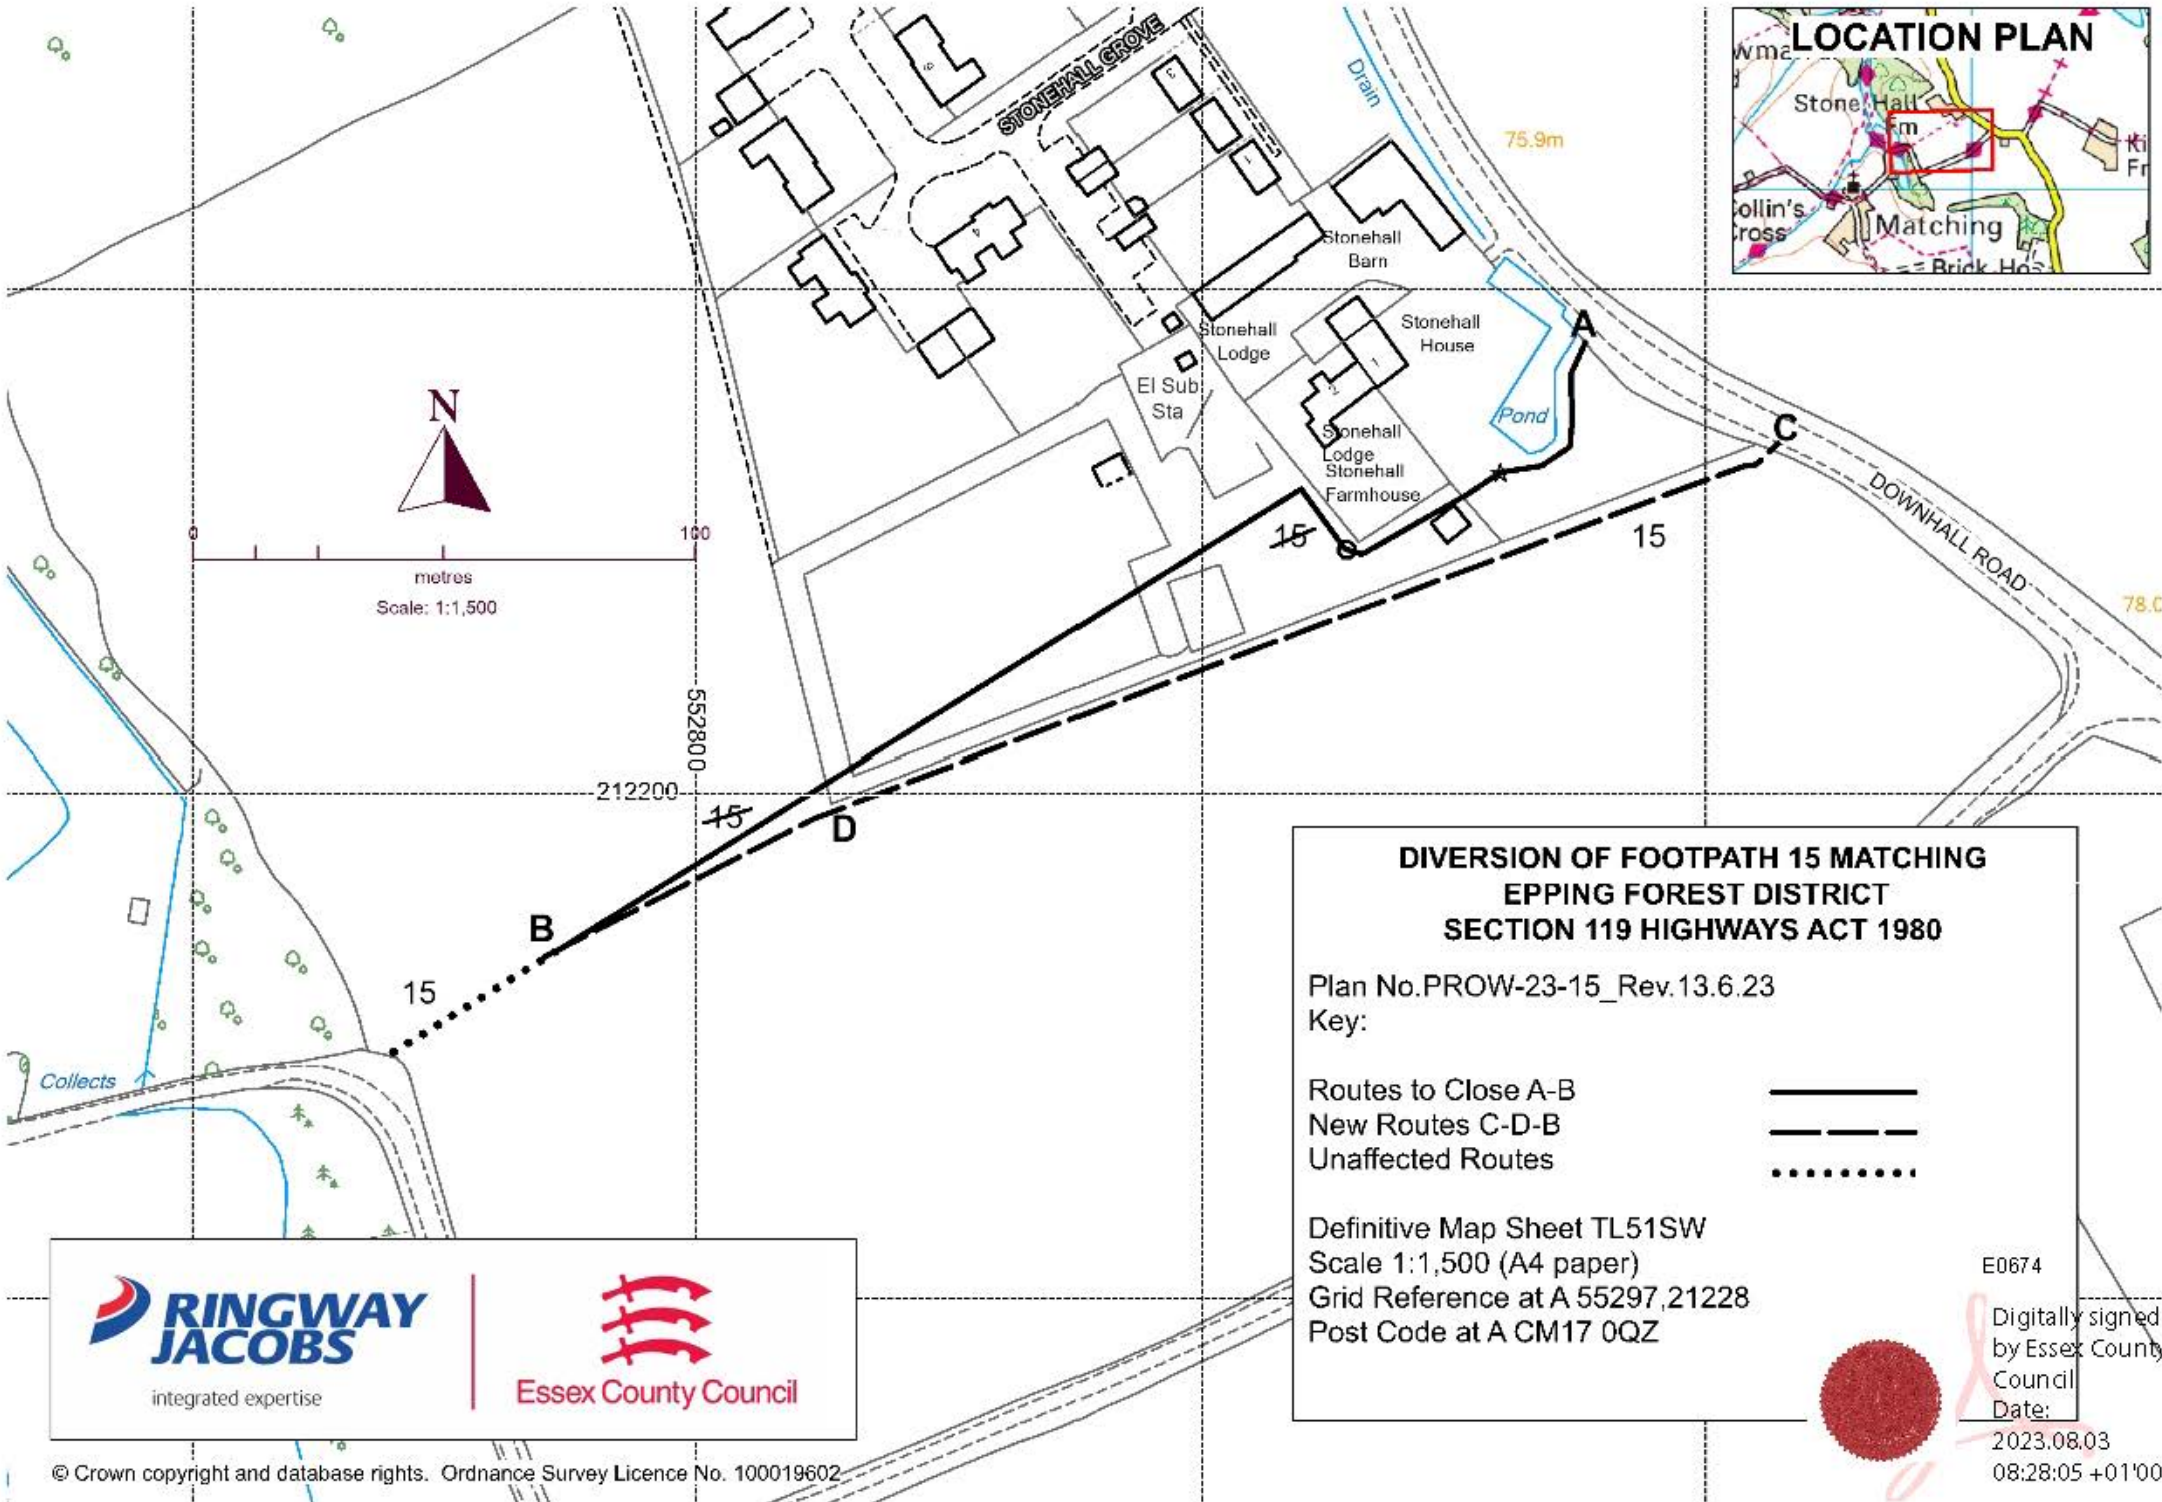 LOCATION PLAN
wma
Stone Hall
Fm
Ki
Fr
Collin's
Cross
Matching
Brick Ho
STONEHALL GROVE
Drain
75.9m
Stonehall
Barn
Stonehall
Lodge
Stonehall
House
A
El Sub
Sta
Pond
C
Stonehall
Lodge
Stonehall
Farmhouse
DOWNHALL ROAD
15
15
78.0
N
0 100
metres
Scale: 1:1,500
552800
212200
15
D
B
15
Collects
DIVERSION OF FOOTPATH 15 MATCHING
EPPING FOREST DISTRICT
SECTION 119 HIGHWAYS ACT 1980
Plan No.PROW-23-15_Rev.13.6.23
Key:
Routes to Close A-B
New Routes C-D-B
Unaffected Routes
Definitive Map Sheet TL51SW
Scale 1:1,500 (A4 paper)
Grid Reference at A 55297,21228
Post Code at A CM17 0QZ
E0674
Digitally signed
by Essex County
Council
Date:
2023.08.03
08:28:05 +01'00
RINGWAY
JACOBS
integrated expertise
Essex County Council
© Crown copyright and database rights. Ordnance Survey Licence No. 100019602